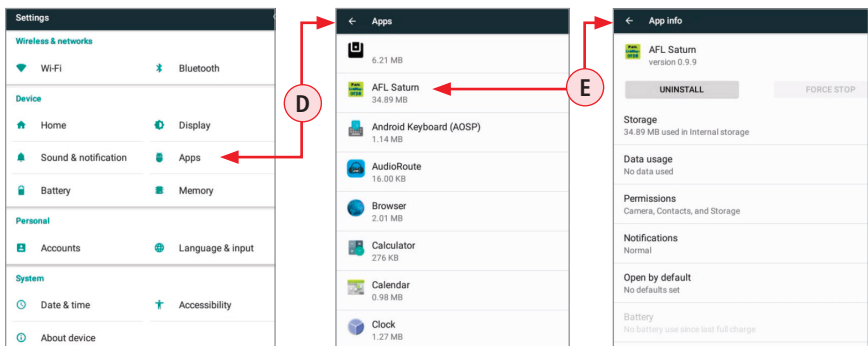 Settings
Wireless & networks
Wi-Fi
Bluetooth
Device
Home
Display
Sound & notification
Apps
Battery
Memory
Personal
Accounts
Language & input
System
Date & time
Accessibility
About device
D
Apps
6.21 MB
AFL Saturn
34.89 MB
Android Keyboard (AOSP)
1.14 MB
AudioRoute
16.00 KB
Browser
2.01 MB
Calculator
276 KB
Calendar
0.98 MB
Clock
1.27 MB
E
App info
AFL Saturn
version 0.9.9
UNINSTALL
FORCE STOP
Storage
34.89 MB used in Internal storage
Data usage
No data used
Permissions
Camera, Contacts, and Storage
Notifications
Normal
Open by default
No defaults set
Battery
No battery use since last full charge